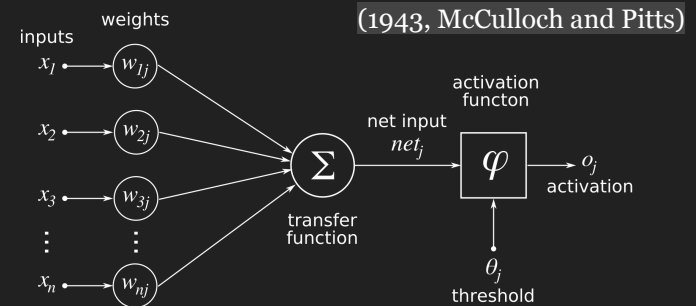 (1943, McCulloch and Pitts)
weights
inputs
x₁ w₁ⱼ
x₂ w₂ⱼ
x₃ w₃ⱼ
⋮ ⋮
xₙ wₙⱼ
Σ
transfer
function
net input
netⱼ
activation
functon
φ
oⱼ
activation
θⱼ
threshold